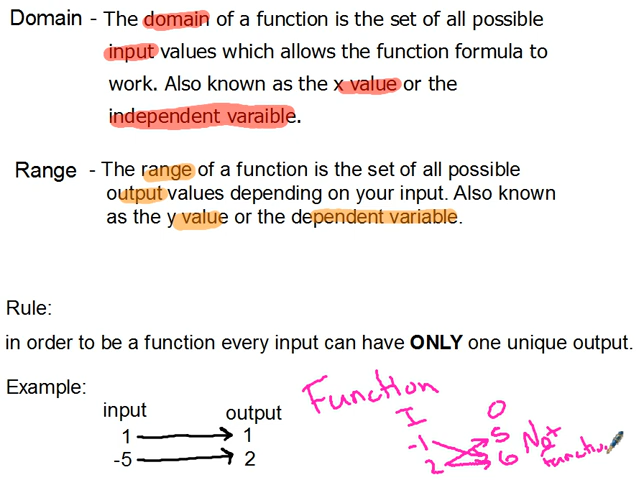 Domain - The domain of a function is the set of all possible
input values which allows the function formula to
work. Also known as the x value or the
independent varaible.
Range - The range of a function is the set of all possible
output values depending on your input. Also known
as the y value or the dependent variable.
Rule:
in order to be a function every input can have ONLY one unique output.
Example:
input output
1 1
-5 2
Function
I O
-1 5
2 6
Not
function